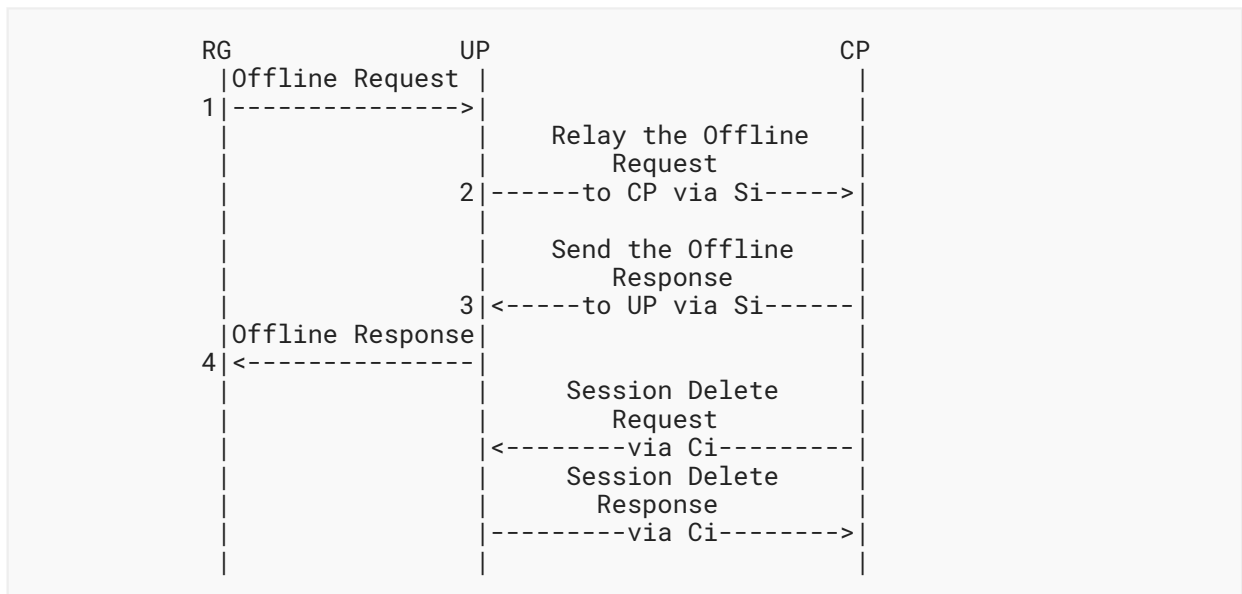 RG                UP                       CP
 |Offline Request |                        |
1|--------------->|                        |
 |                |    Relay the Offline   |
 |                |        Request         |
 |               2|------to CP via Si----->|
 |                |                        |
 |                |    Send the Offline    |
 |                |        Response        |
 |               3|<-----to UP via Si------|
 |Offline Response|                        |
4|<---------------|                        |
 |                |     Session Delete     |
 |                |        Request         |
 |                |<--------via Ci---------|
 |                |     Session Delete     |
 |                |       Response         |
 |                |---------via Ci-------->|
 |                |                        |